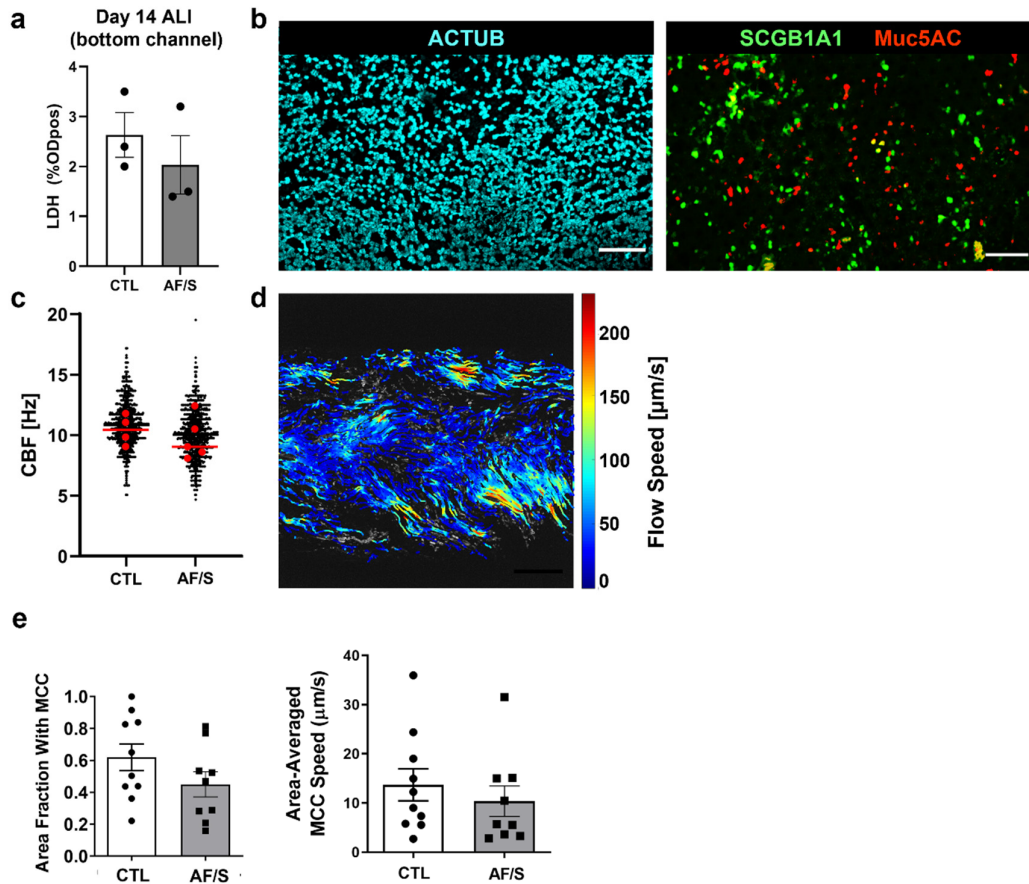 a
Day 14 ALI
(bottom channel)
LDH (%ODpos)
4
3
2
1
0
CTL
AF/S
b
ACTUB
SCGB1A1
Muc5AC
c
CBF [Hz]
20
15
10
5
0
CTL
AF/S
d
200
150
100
50
0
Flow Speed [µm/s]
e
Area Fraction With MCC
1.0
0.8
0.6
0.4
0.2
0.0
CTL
AF/S
Area-Averaged
MCC Speed (µm/s)
40
30
20
10
0
CTL
AF/S